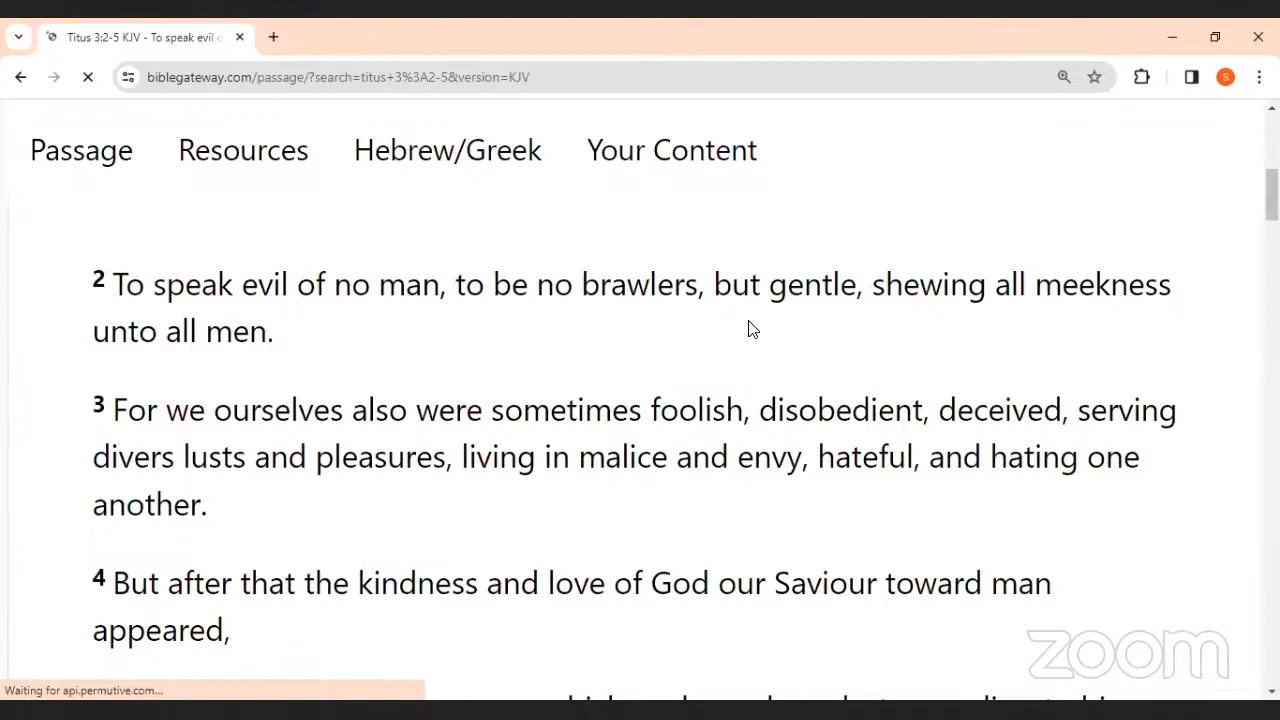 Titus 3:2-5 KJV - To speak evil
biblegateway.com/passage/?search=titus+3%3A2-5&version=KJV
S
Passage Resources Hebrew/Greek Your Content
2 To speak evil of no man, to be no brawlers, but gentle, shewing all meekness
unto all men.
3 For we ourselves also were sometimes foolish, disobedient, deceived, serving
divers lusts and pleasures, living in malice and envy, hateful, and hating one
another.
4 But after that the kindness and love of God our Saviour toward man
appeared,
zoom
Waiting for api.permutive.com...